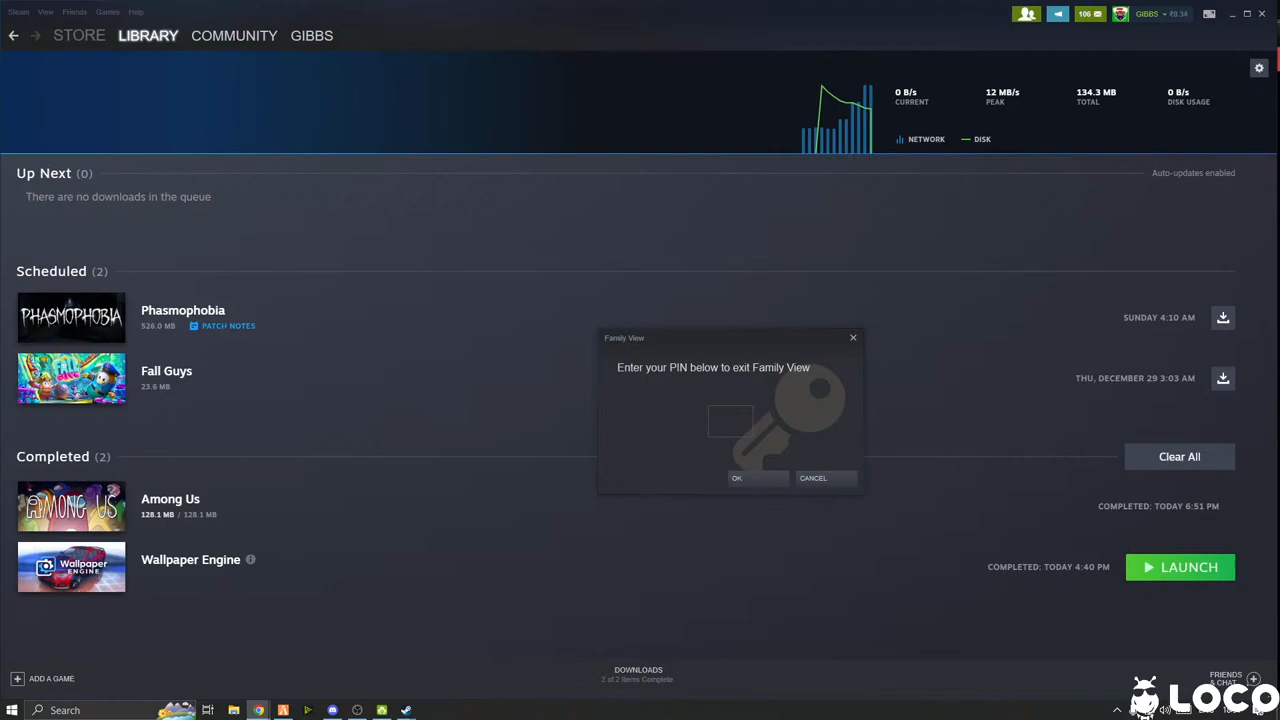 Steam View Friends Games Help
106 GIBBS ₹0.34
STORE LIBRARY COMMUNITY GIBBS
0 B/s 12 MB/s 134.3 MB 0 B/s
CURRENT PEAK TOTAL DISK USAGE
NETWORK DISK
Up Next (0) Auto-updates enabled
There are no downloads in the queue
Scheduled (2)
PHASMOPHOBIA
Phasmophobia
526.0 MB PATCH NOTES
SUNDAY 4:10 AM
Fall Guys
23.6 MB
THU, DECEMBER 29 3:03 AM
Family View
Enter your PIN below to exit Family View
OK CANCEL
Completed (2) Clear All
AMONG US
Among Us
128.1 MB / 128.1 MB
COMPLETED: TODAY 6:51 PM
Wallpaper ENGINE
Wallpaper Engine
COMPLETED: TODAY 4:40 PM LAUNCH
ADD A GAME
DOWNLOADS
2 of 2 Items Complete
FRIENDS
& CHAT
Search
LOCO